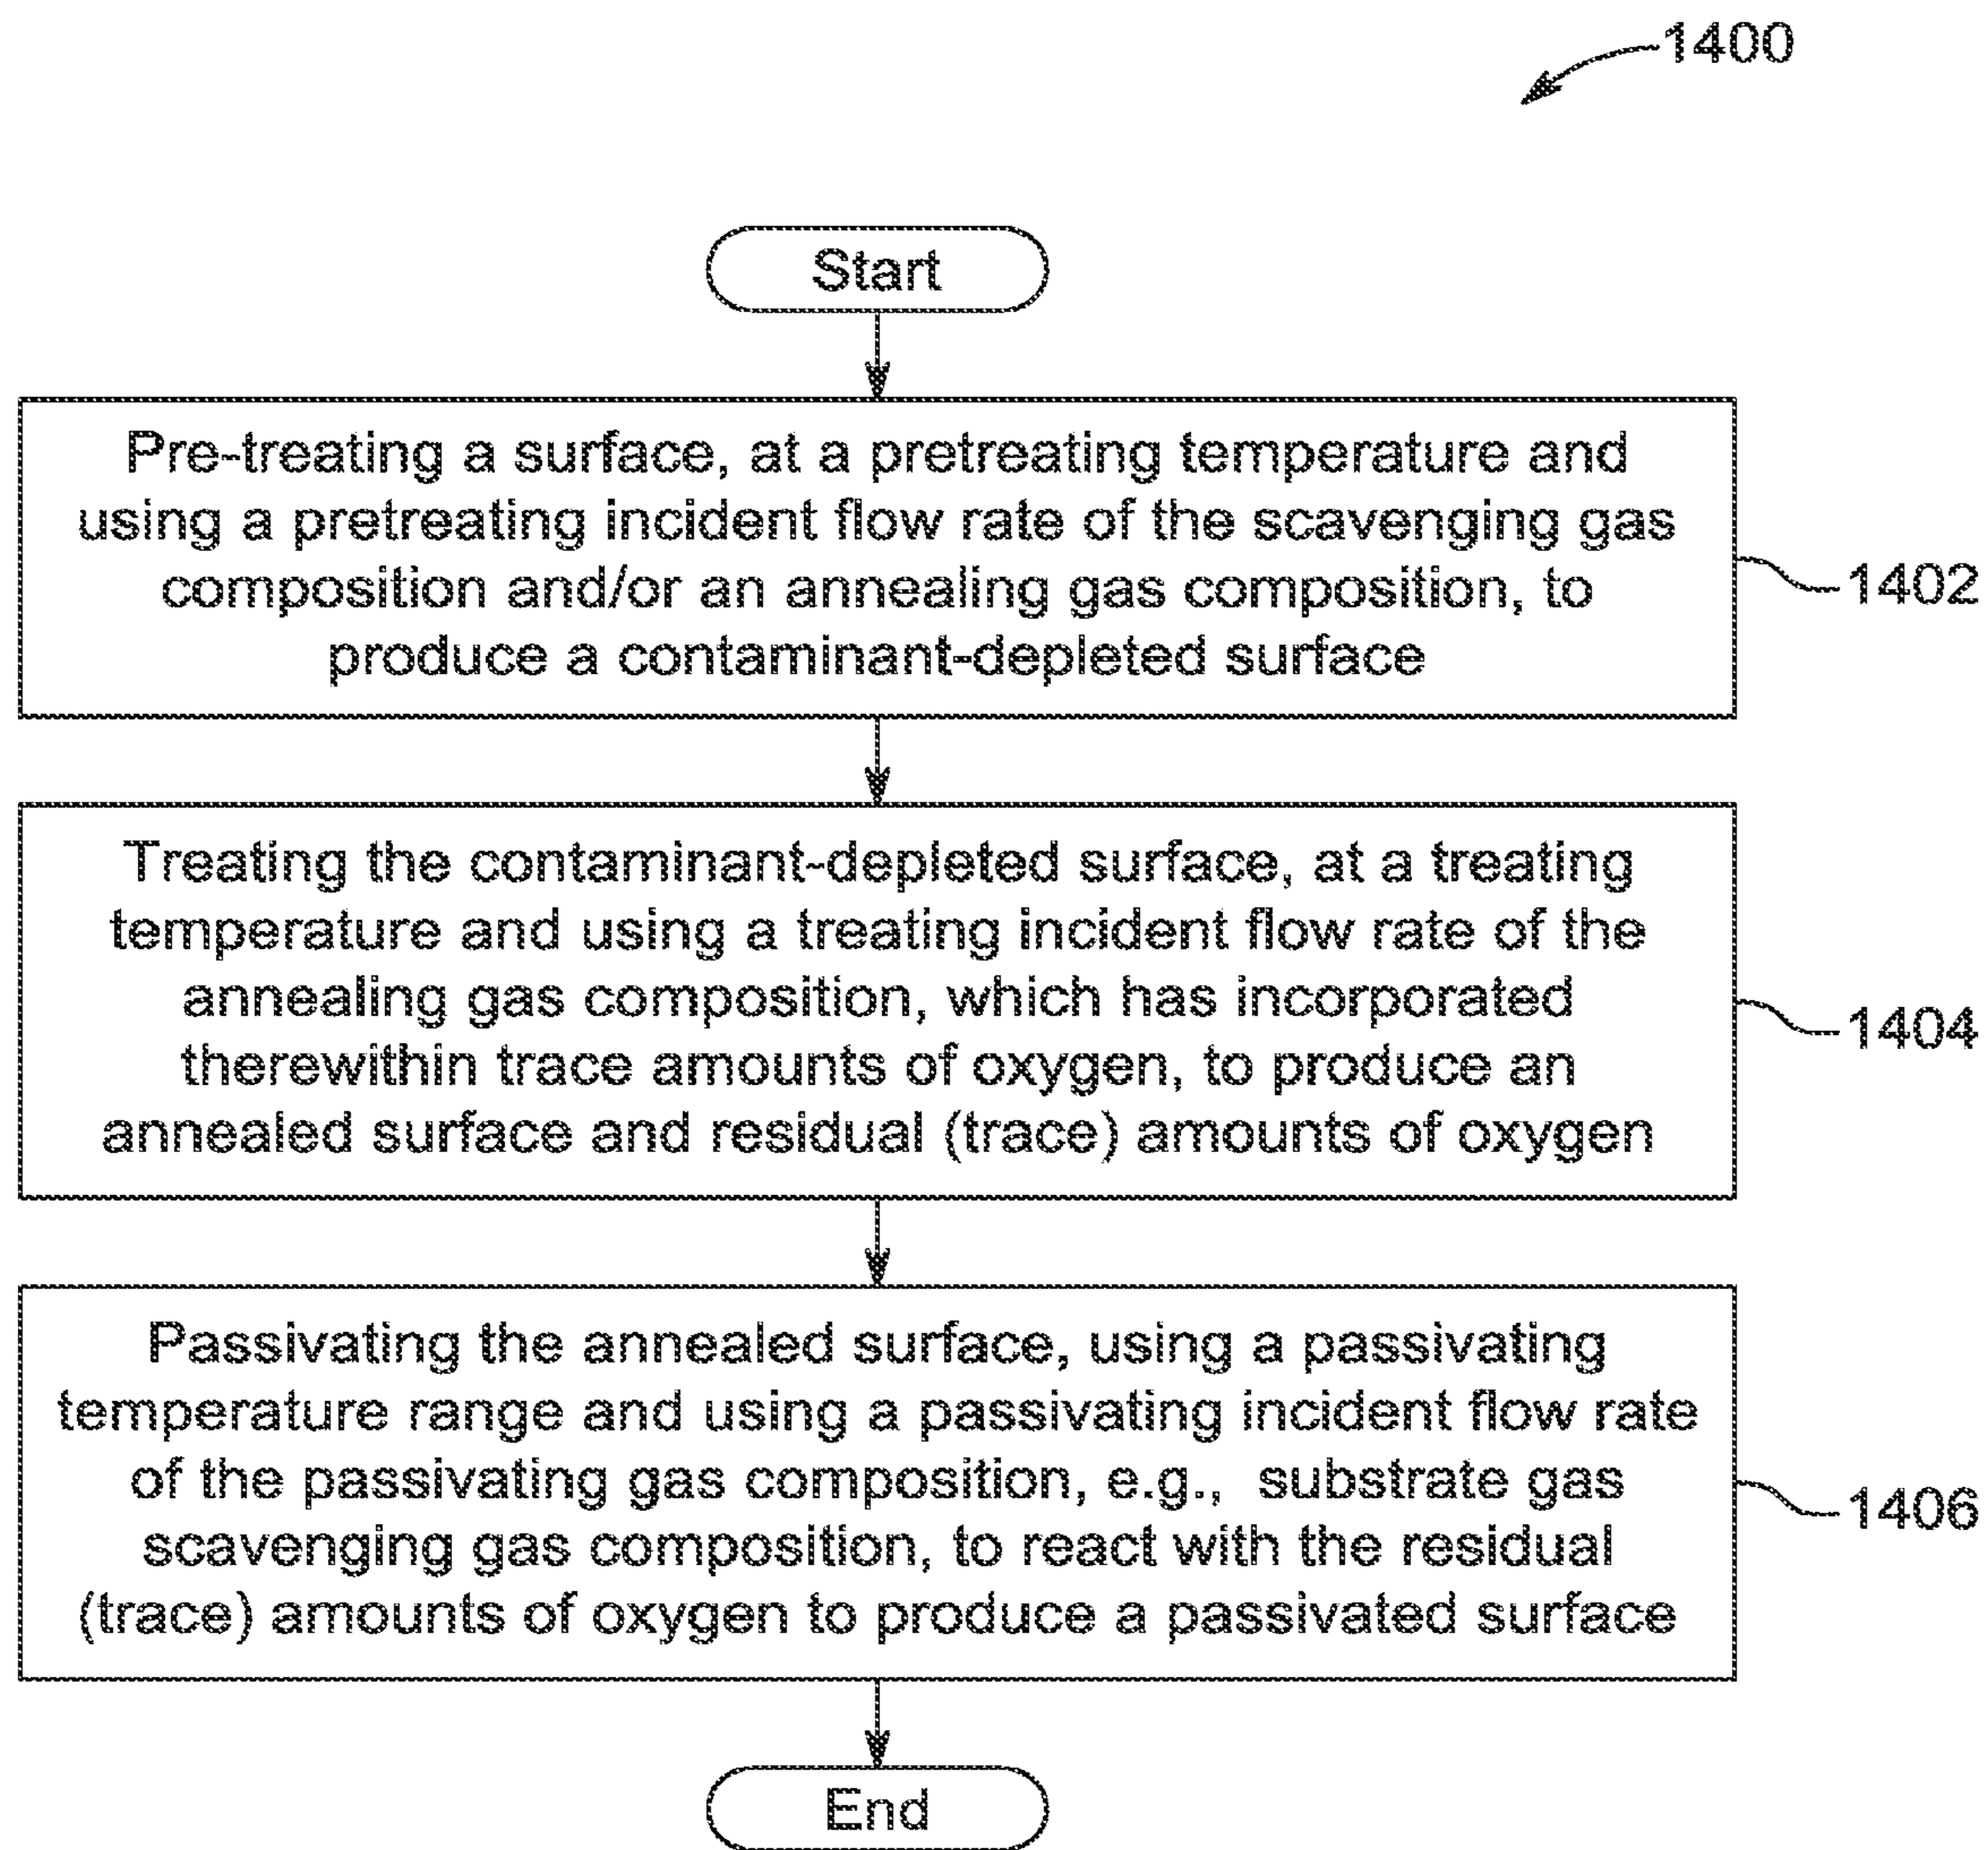 1400
Start
Pre-treating a surface, at a pretreating temperature and
using a pretreating incident flow rate of the scavenging gas
composition and/or an annealing gas composition, to
produce a contaminant-depleted surface
1402
Treating the contaminant-depleted surface, at a treating
temperature and using a treating incident flow rate of the
annealing gas composition, which has incorporated
therewithin trace amounts of oxygen, to produce an
annealed surface and residual (trace) amounts of oxygen
1404
Passivating the annealed surface, using a passivating
temperature range and using a passivating incident flow rate
of the passivating gas composition, e.g., substrate gas
scavenging gas composition, to react with the residual
(trace) amounts of oxygen to produce a passivated surface
1406
End